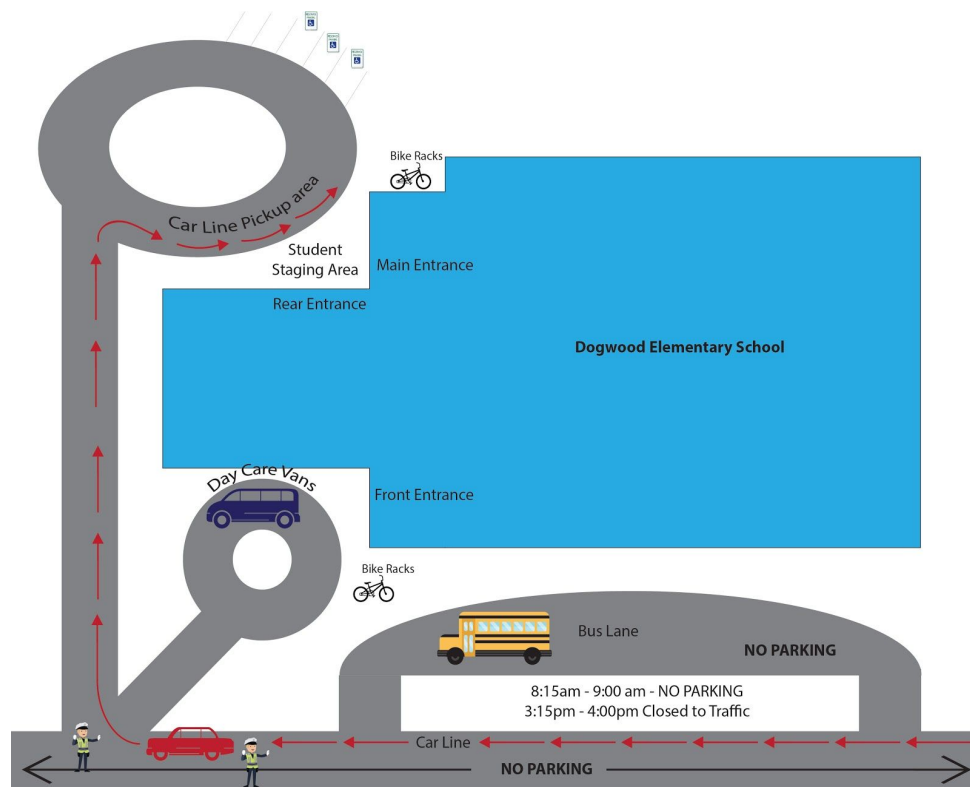 Bike Racks
Car Line Pickup area
Student
Staging Area
Main Entrance
Rear Entrance
Dogwood Elementary School
Day Care Vans
Front Entrance
Bike Racks
Bus Lane
NO PARKING
8:15am - 9:00 am - NO PARKING
3:15pm - 4:00pm Closed to Traffic
Car Line
NO PARKING